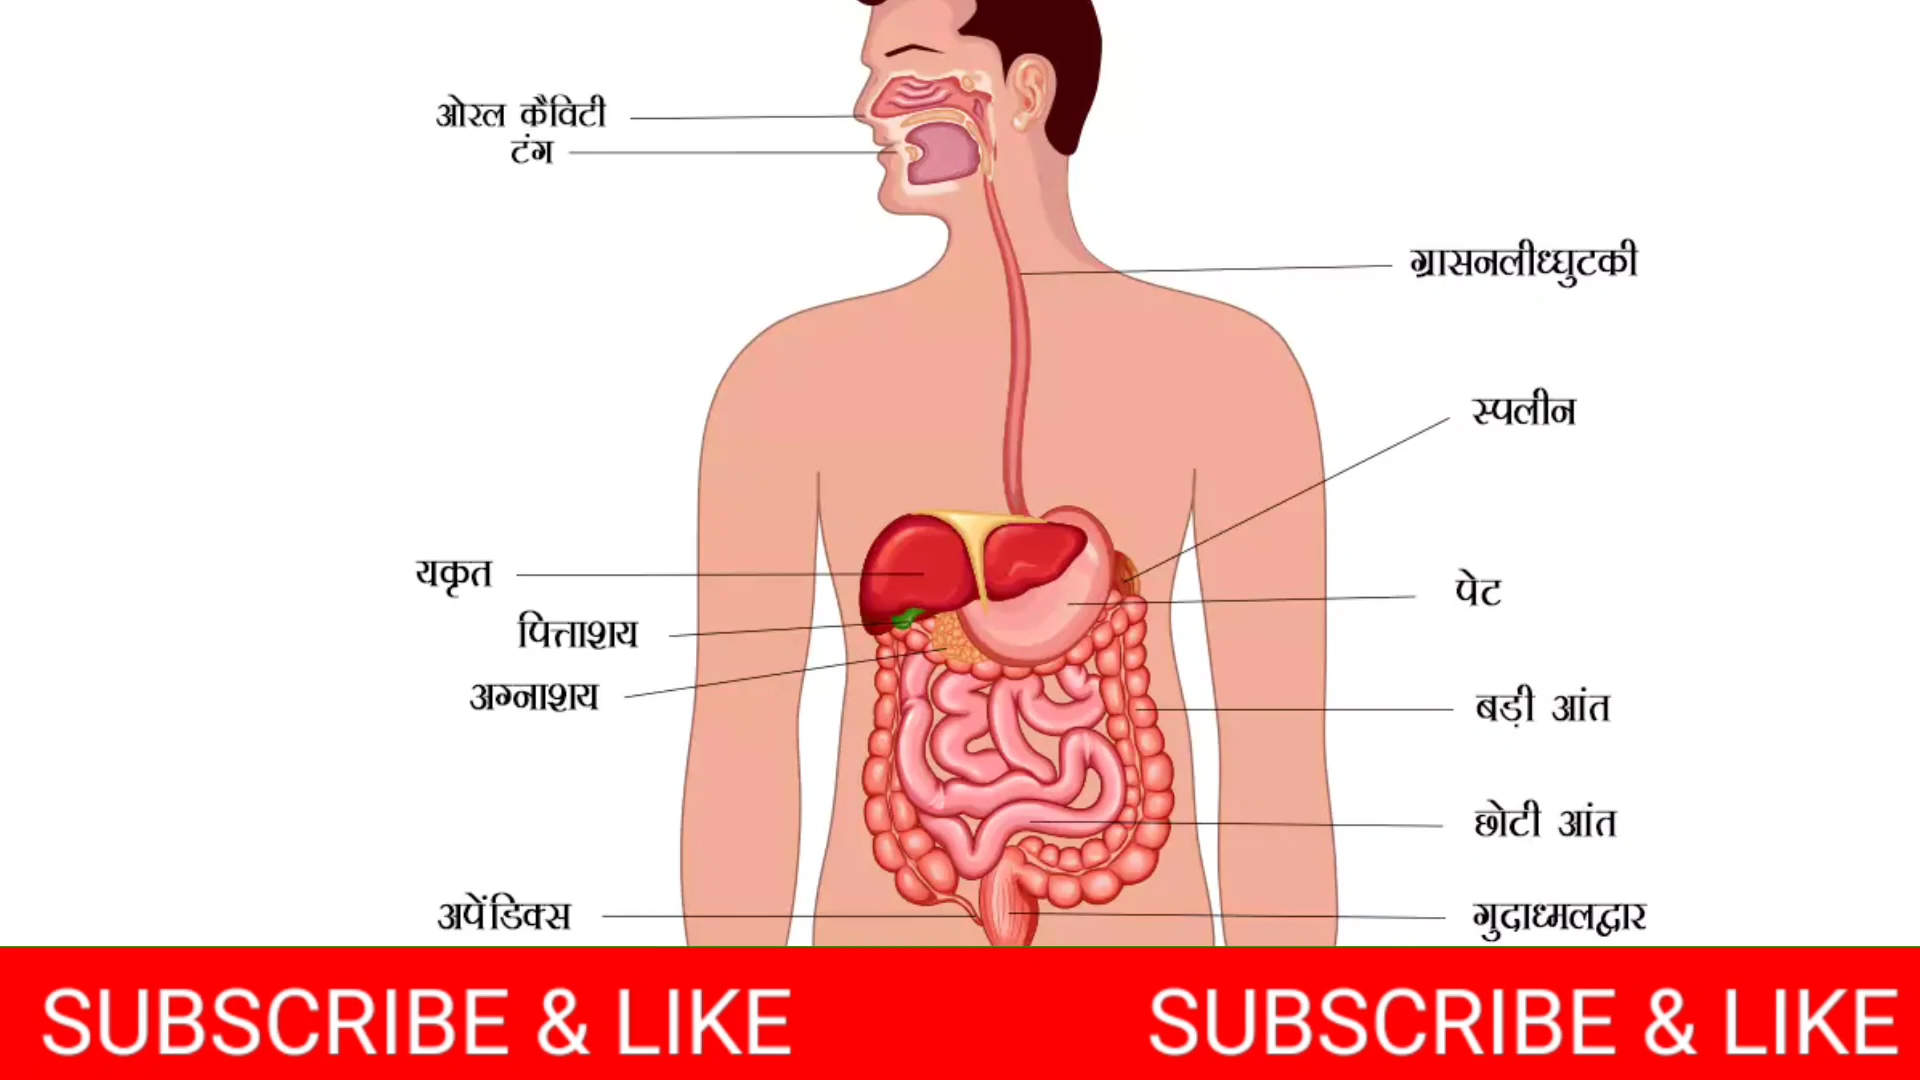 ओरल कैविटी
टंग
ग्रासनलीध्घुटकी
स्पलीन
यकृत
पेट
पित्ताशय
अग्नाशय
बड़ी आंत
छोटी आंत
अपेंडिक्स
गुदाध्मलद्वार
SUBSCRIBE & LIKE
SUBSCRIBE & LIKE